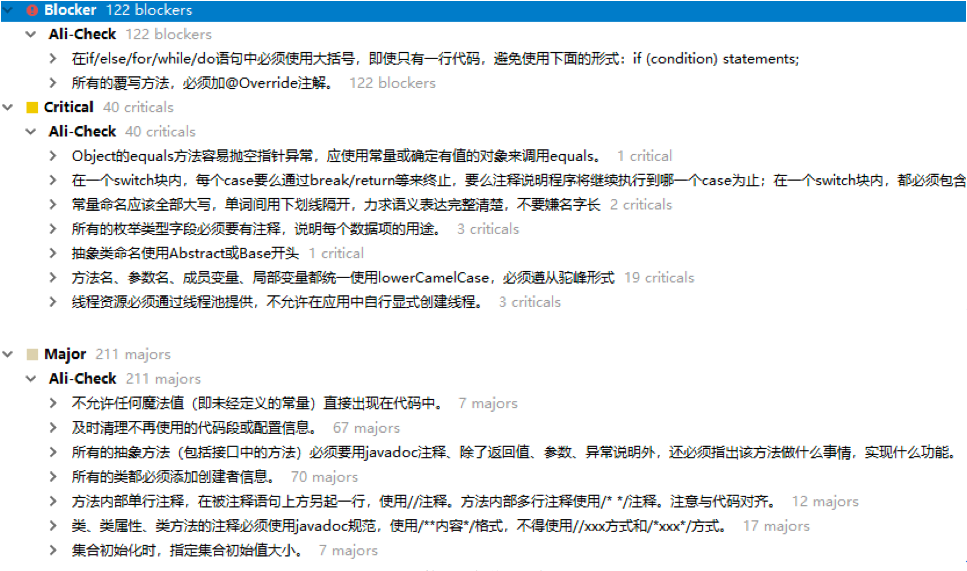 Blocker 122 blockers
Ali-Check 122 blockers
在if/else/for/while/do语句中必须使用大括号，即使只有一行代码，避免使用下面的形式：if (condition) statements;
所有的覆写方法，必须加@Override注解。 122 blockers
Critical 40 criticals
Ali-Check 40 criticals
Object的equals方法容易抛空指针异常，应使用常量或确定有值的对象来调用equals。 1 critical
在一个switch块内，每个case要么通过break/return等来终止，要么注释说明程序将继续执行到哪一个case为止；在一个switch块内，都必须包含
常量命名应该全部大写，单词间用下划线隔开，力求语义表达完整清楚，不要嫌名字长 2 criticals
所有的枚举类型字段必须要有注释，说明每个数据项的用途。 3 criticals
抽象类命名使用Abstract或Base开头 1 critical
方法名、参数名、成员变量、局部变量都统一使用lowerCamelCase，必须遵从驼峰形式 19 criticals
线程资源必须通过线程池提供，不允许在应用中自行显式创建线程。 3 criticals
Major 211 majors
Ali-Check 211 majors
不允许任何魔法值（即未经定义的常量）直接出现在代码中。 7 majors
及时清理不再使用的代码段或配置信息。 67 majors
所有的抽象方法（包括接口中的方法）必须要用javadoc注释、除了返回值、参数、异常说明外，还必须指出该方法做什么事情，实现什么功能。
所有的类都必须添加创建者信息。 70 majors
方法内部单行注释，在被注释语句上方另起一行，使用//注释。方法内部多行注释使用/* */注释。注意与代码对齐。 12 majors
类、类属性、类方法的注释必须使用javadoc规范，使用/**内容*/格式，不得使用//xxx方式和/*xxx*/方式。 17 majors
集合初始化时，指定集合初始值大小。 7 majors